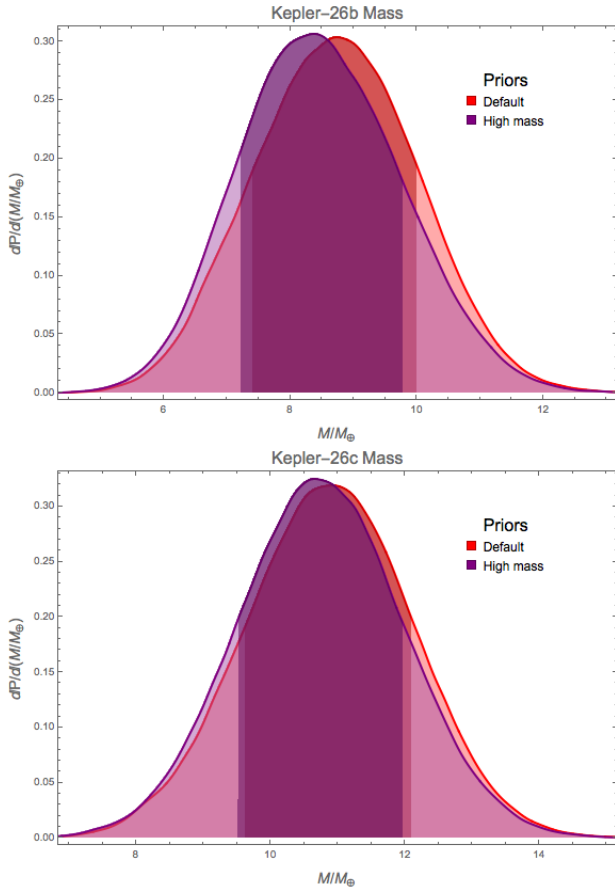 Kepler−26b Mass
0.30
0.25
0.20
0.15
0.10
0.05
0.00
dP/d(M/M⊕)
Priors
Default
High mass
6 8 10 12
M/M⊕
Kepler−26c Mass
0.30
0.25
0.20
0.15
0.10
0.05
0.00
dP/d(M/M⊕)
Priors
Default
High mass
8 10 12 14
M/M⊕